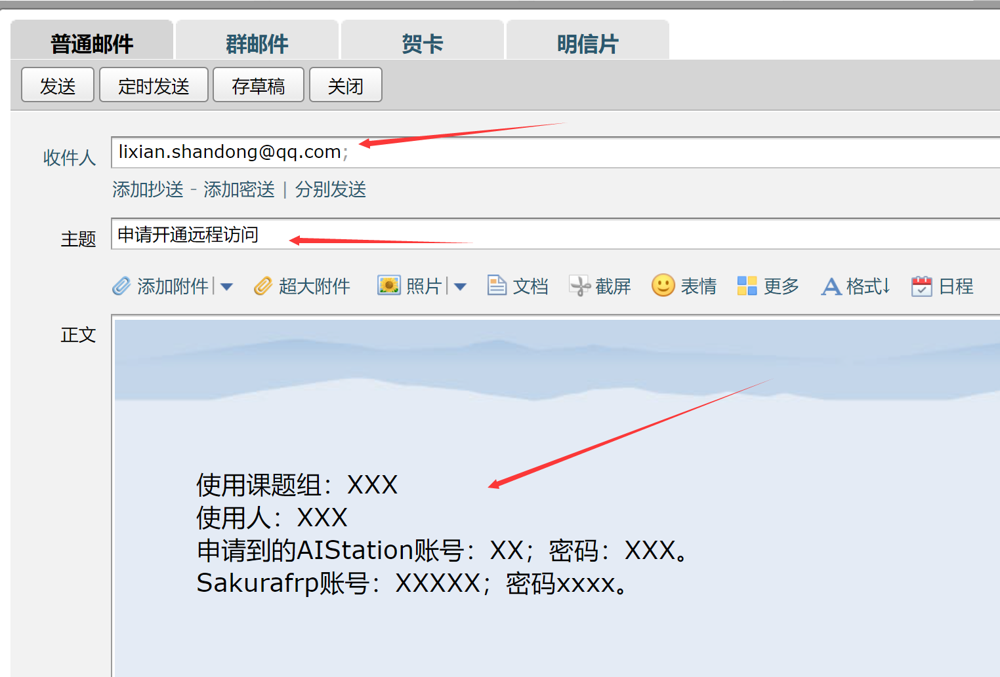 普通邮件 群邮件 贺卡 明信片
发送 定时发送 存草稿 关闭
收件人 lixian.shandong@qq.com;
添加抄送 - 添加密送 | 分别发送
主题 申请开通远程访问
添加附件 | 超大附件 照片 | 文档 截屏 表情 更多 格式↓ 日程
正文
使用课题组：XXX
使用人：XXX
申请到的AIStation账号：XX；密码：XXX。
Sakurafrp账号：XXXXX；密码xxxx。